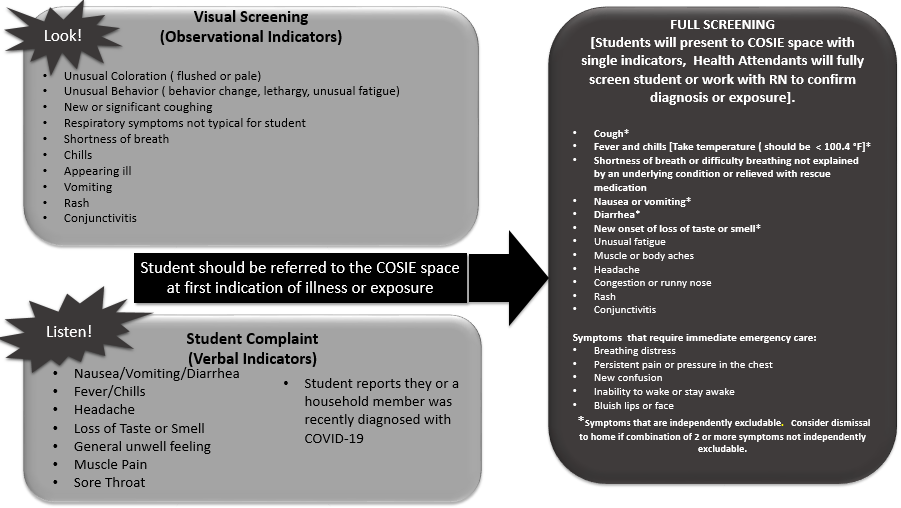 Look!
Visual Screening
(Observational Indicators)
• Unusual Coloration ( flushed or pale)
• Unusual Behavior ( behavior change, lethargy, unusual fatigue)
• New or significant coughing
• Respiratory symptoms not typical for student
• Shortness of breath
• Chills
• Appearing ill
• Vomiting
• Rash
• Conjunctivitis
Student should be referred to the COSIE space
at first indication of illness or exposure
Listen!
Student Complaint
(Verbal Indicators)
• Nausea/Vomiting/Diarrhea
• Fever/Chills
• Headache
• Loss of Taste or Smell
• General unwell feeling
• Muscle Pain
• Sore Throat
• Student reports they or a
household member was
recently diagnosed with
COVID-19
FULL SCREENING
[Students will present to COSIE space with
single indicators, Health Attendants will fully
screen student or work with RN to confirm
diagnosis or exposure].
• Cough*
• Fever and chills [Take temperature ( should be < 100.4 °F]*
• Shortness of breath or difficulty breathing not explained
by an underlying condition or relieved with rescue
medication
• Nausea or vomiting*
• Diarrhea*
• New onset of loss of taste or smell*
• Unusual fatigue
• Muscle or body aches
• Headache
• Congestion or runny nose
• Rash
• Conjunctivitis
Symptoms that require immediate emergency care:
• Breathing distress
• Persistent pain or pressure in the chest
• New confusion
• Inability to wake or stay awake
• Bluish lips or face
*Symptoms that are independently excludable. Consider dismissal
to home if combination of 2 or more symptoms not independently
excludable.